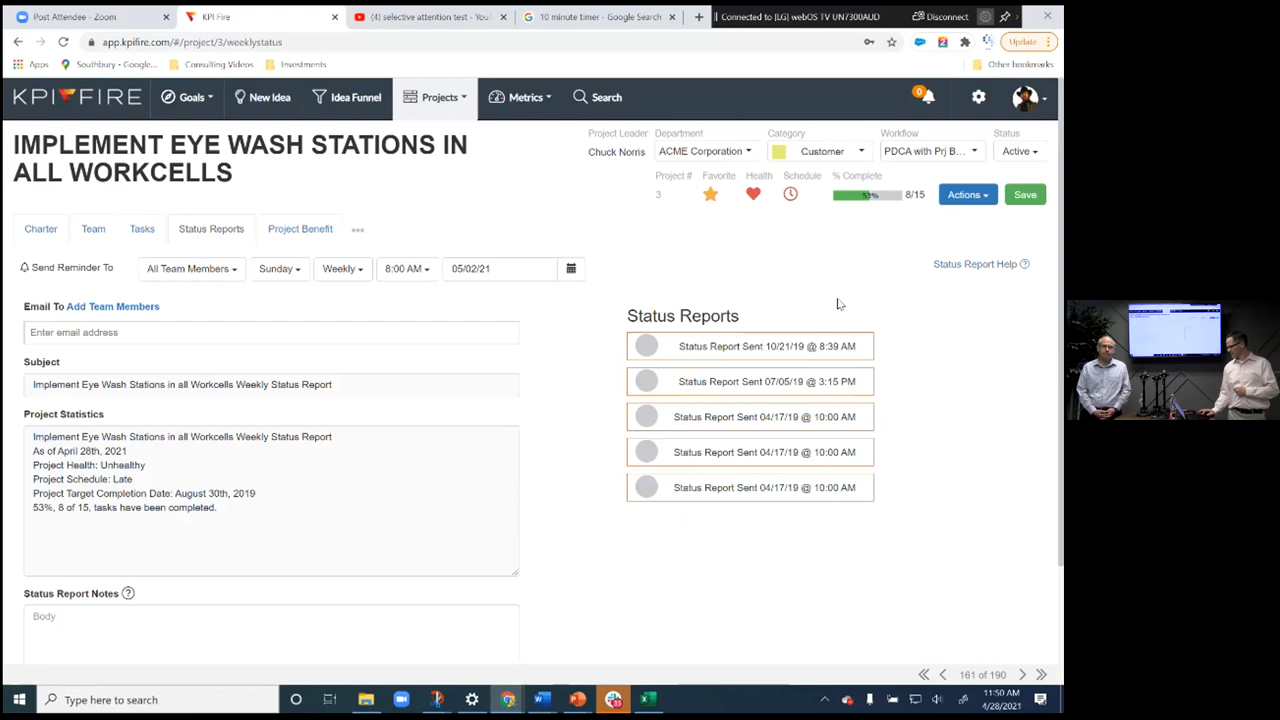 Post Attendee - Zoom
KPI Fire
(4) selective attention test - You
10 minute timer - Google Search
Connected to [LG] webOS TV UN7300AUD
Disconnect
app.kpifire.com/#/project/3/weeklystatus
Update
Apps
Southbury - Google...
Consulting Videos
Investments
Other bookmarks
KPI FIRE
Goals
New Idea
Idea Funnel
Projects
Metrics
Search
0
IMPLEMENT EYE WASH STATIONS IN
ALL WORKCELLS
Project Leader
Department
Category
Workflow
Status
Chuck Norris
ACME Corporation
Customer
PDCA with Prj B...
Active
Project #
Favorite
Health
Schedule
% Complete
3
53%
8/15
Actions
Save
Charter
Team
Tasks
Status Reports
Project Benefit
Send Reminder To
All Team Members
Sunday
Weekly
8:00 AM
05/02/21
Status Report Help
Email To Add Team Members
Enter email address
Subject
Implement Eye Wash Stations in all Workcells Weekly Status Report
Project Statistics
Implement Eye Wash Stations in all Workcells Weekly Status Report
As of April 28th, 2021
Project Health: Unhealthy
Project Schedule: Late
Project Target Completion Date: August 30th, 2019
53%, 8 of 15, tasks have been completed.
Status Report Notes
Body
Status Reports
Status Report Sent 10/21/19 @ 8:39 AM
Status Report Sent 07/05/19 @ 3:15 PM
Status Report Sent 04/17/19 @ 10:00 AM
Status Report Sent 04/17/19 @ 10:00 AM
Status Report Sent 04/17/19 @ 10:00 AM
161 of 190
Type here to search
11:50 AM
4/28/2021